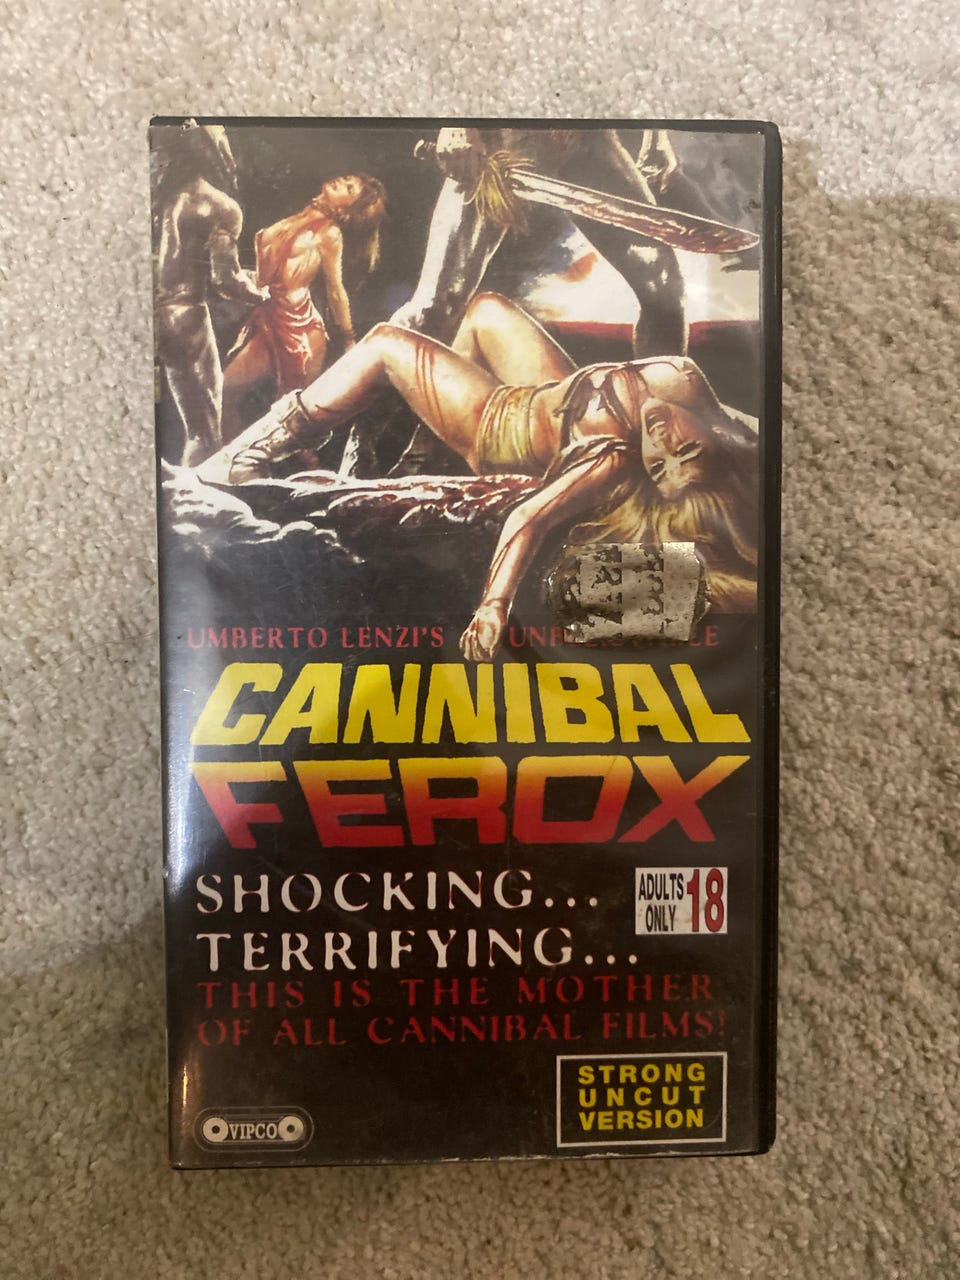 UMBERTO LENZI'S
CANNIBAL
FEROX
SHOCKING...
TERRIFYING...
ADULTS
ONLY 18
THIS IS THE MOTHER
OF ALL CANNIBAL FILMS!
STRONG
UNCUT
VERSION
VIPCO